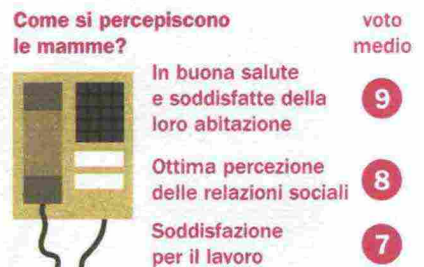 Come si percepiscono
le mamme?
voto
medio
In buona salute
e soddisfatte della
loro abitazione
9
Ottima percezione
delle relazioni sociali
8
Soddisfazione
per il lavoro
7